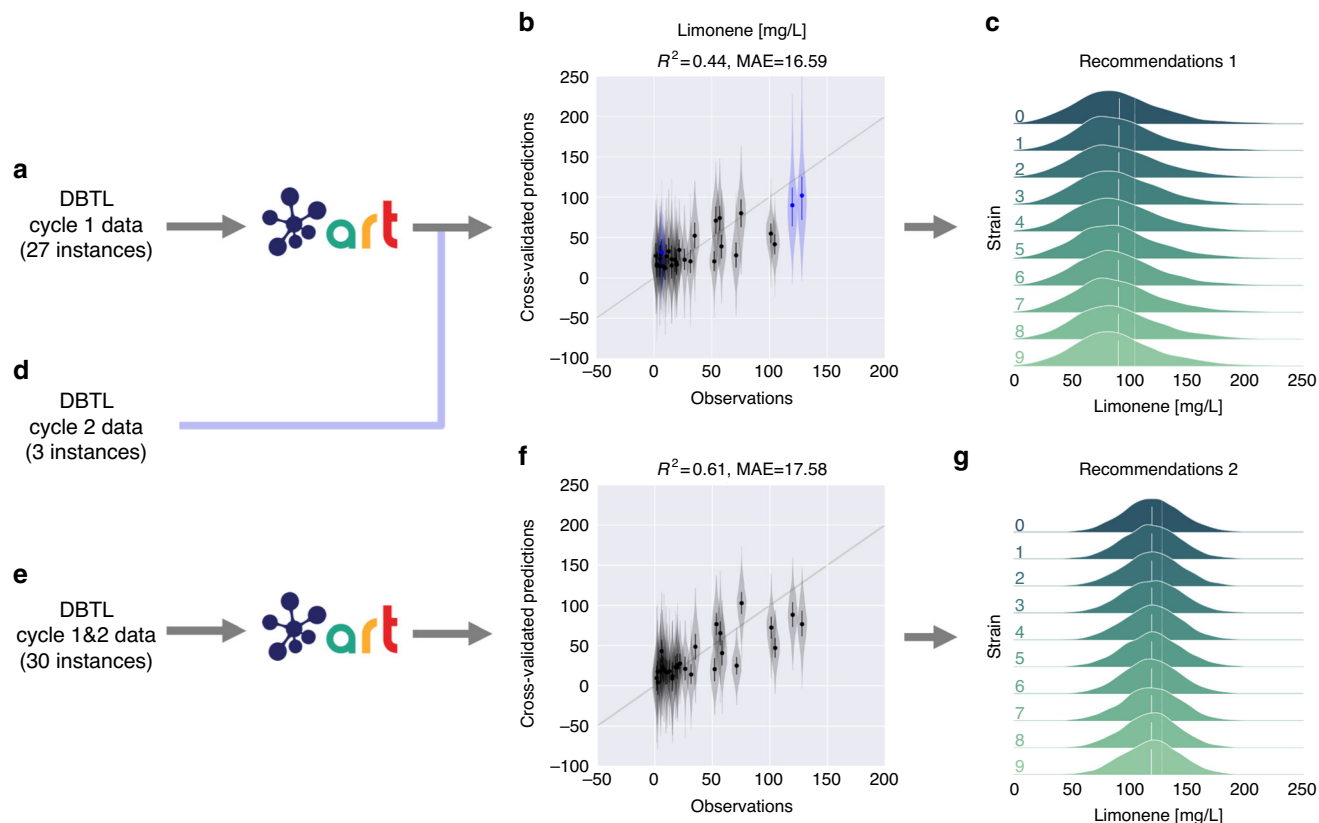 a
DBTL
cycle 1 data
(27 instances)
art
b
Limonene [mg/L]
R²=0.44, MAE=16.59
Cross-validated predictions
250
200
150
100
50
0
−50
−100
−50 0 50 100 150 200
Observations
c
Recommendations 1
Strain
0
1
2
3
4
5
6
7
8
9
0 50 100 150 200 250
Limonene [mg/L]
d
DBTL
cycle 2 data
(3 instances)
e
DBTL
cycle 1&2 data
(30 instances)
art
f
R²=0.61, MAE=17.58
Cross-validated predictions
250
200
150
100
50
0
−50
−100
−50 0 50 100 150 200
Observations
g
Recommendations 2
Strain
0
1
2
3
4
5
6
7
8
9
0 50 100 150 200 250
Limonene [mg/L]